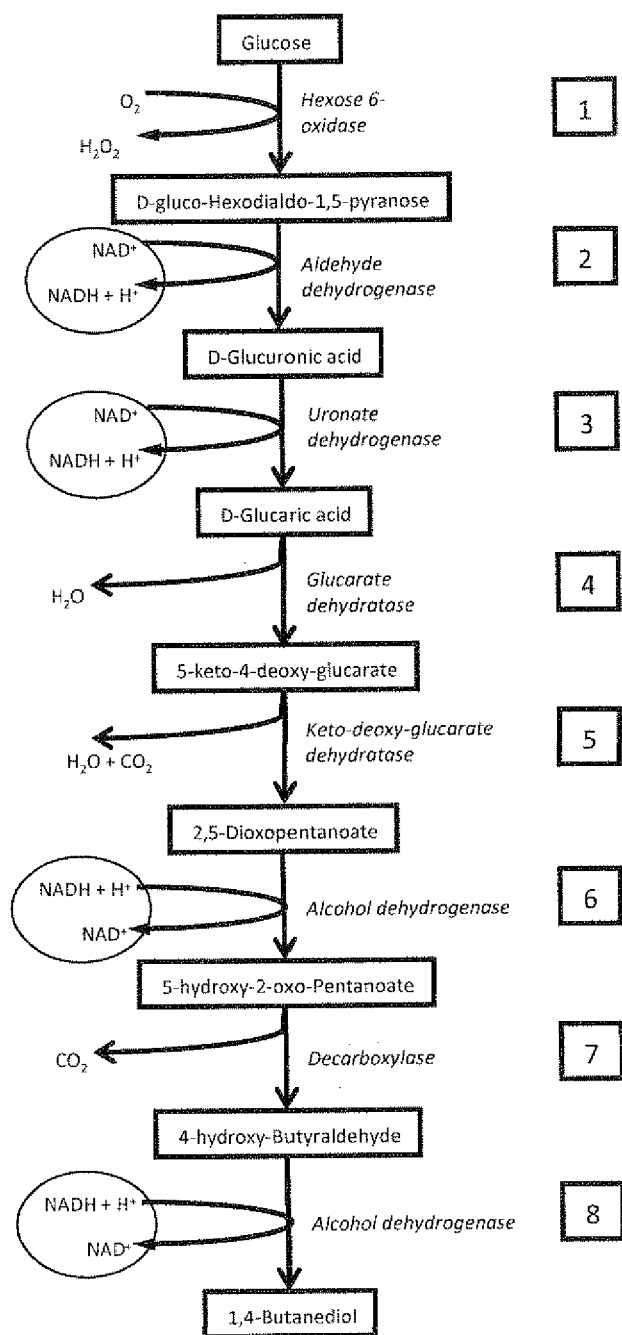 Glucose
O₂
H₂O₂
Hexose 6-
oxidase
1
D-gluco-Hexodialdo-1,5-pyranose
NAD⁺
NADH + H⁺
Aldehyde
dehydrogenase
2
D-Glucuronic acid
NAD⁺
NADH + H⁺
Uronate
dehydrogenase
3
D-Glucaric acid
H₂O
Glucarate
dehydratase
4
5-keto-4-deoxy-glucarate
H₂O + CO₂
Keto-deoxy-glucarate
dehydratase
5
2,5-Dioxopentanoate
NADH + H⁺
NAD⁺
Alcohol dehydrogenase
6
5-hydroxy-2-oxo-Pentanoate
CO₂
Decarboxylase
7
4-hydroxy-Butyraldehyde
NADH + H⁺
NAD⁺
Alcohol dehydrogenase
8
1,4-Butanediol